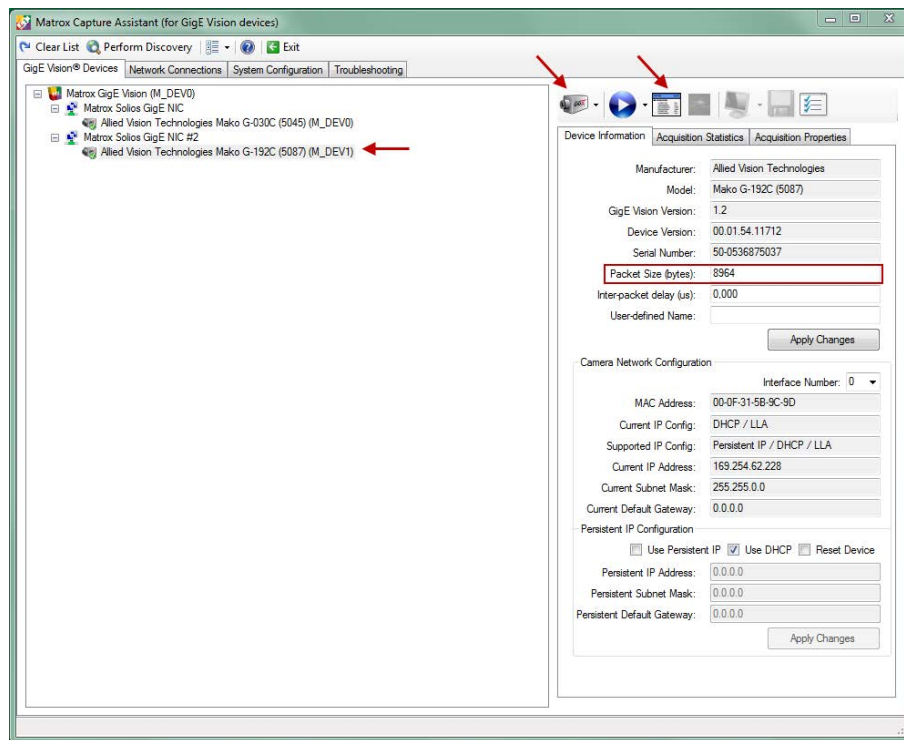 Matrox Capture Assistant (for GigE Vision devices)
Clear List Perform Discovery Exit
GigE Vision® Devices Network Connections System Configuration Troubleshooting
Matrox GigE Vision (M_DEV0)
Matrox Solios GigE NIC
Allied Vision Technologies Mako G-030C (5045) (M_DEV0)
Matrox Solios GigE NIC #2
Allied Vision Technologies Mako G-192C (5087) (M_DEV1)
Device Information Acquisition Statistics Acquisition Properties
Manufacturer: Allied Vision Technologies
Model: Mako G-192C (5087)
GigE Vision Version: 1.2
Device Version: 00.01.54.11712
Serial Number: 50-0536875037
Packet Size (bytes): 8964
Inter-packet delay (us): 0,000
User-defined Name:
Apply Changes
Camera Network Configuration
Interface Number: 0
MAC Address: 00-0F-31-5B-9C-9D
Current IP Config: DHCP / LLA
Supported IP Config: Persistent IP / DHCP / LLA
Current IP Address: 169.254.62.228
Current Subnet Mask: 255.255.0.0
Current Default Gateway: 0.0.0.0
Persistent IP Configuration
Use Persistent IP Use DHCP Reset Device
Persistent IP Address: 0.0.0.0
Persistent Subnet Mask: 0.0.0.0
Persistent Default Gateway: 0.0.0.0
Apply Changes